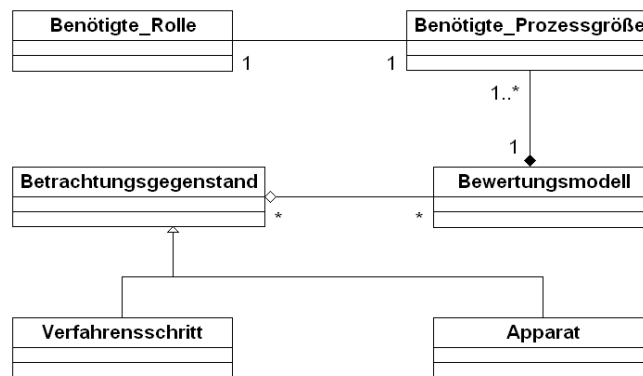 Benötigte_Rolle
Benötigte_Prozessgröße
1
1
1..*
1
Betrachtungsgegenstand
Bewertungsmodell
*
*
Verfahrensschritt
Apparat